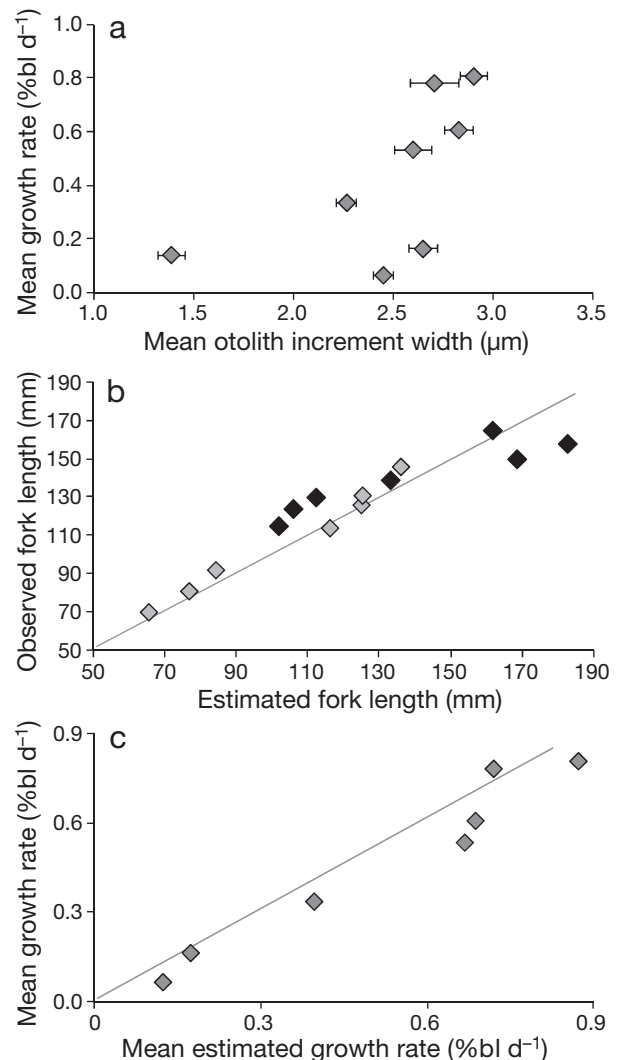 a
Mean growth rate (%bl d⁻¹)
1.0
0.8
0.6
0.4
0.2
0.0
1.0 1.5 2.0 2.5 3.0 3.5
Mean otolith increment width (µm)
b
Observed fork length (mm)
190
170
150
130
110
90
70
50
50 70 90 110 130 150 170 190
Estimated fork length (mm)
c
Mean growth rate (%bl d⁻¹)
0.9
0.6
0.3
0.0
0 0.3 0.6 0.9
Mean estimated growth rate (%bl d⁻¹)